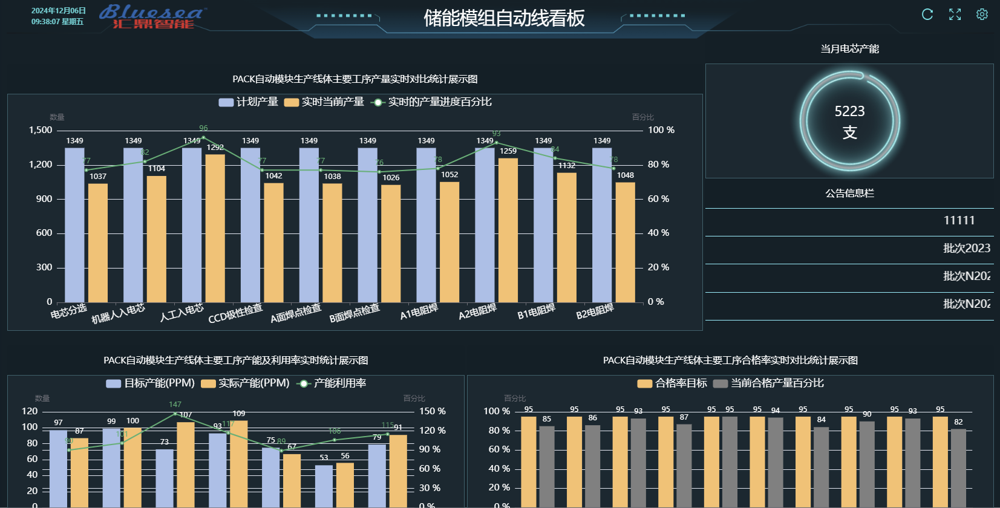 2024年12月06日
09:38:07 星期五
Bluesea
汇鼎智能
储能模组自动线看板
PACK自动模块生产线体主要工序产量实时对比统计展示图
计划产量 实时当前产量 实时的产量进度百分比
数量 百分比
1,500 100 %
1,200 80 %
900 60 %
600 40 %
300 20 %
0 0 %
1349 1349 1349 1349 1349 1349 1349 1349 1349 1349
1037 1104 1292 1042 1038 1026 1052 1259 1132 1048
77 82 96 77 77 76 78 93 84 78
电芯分选 机器人入电芯 人工入电芯 CCD极性检查 A面焊点检查 B面焊点检查 A1电阻焊 A2电阻焊 B1电阻焊 B2电阻焊
当月电芯产能
5223
支
公告信息栏
11111
批次2023
批次N202
批次N202
PACK自动模块生产线体主要工序产能及利用率实时统计展示图
目标产能(PPM) 实际产能(PPM) 产能利用率
数量 百分比
120 150 %
100 120 %
80 90 %
60 60 %
40 30 %
20 0 %
0
97 99 73 93 75 53 79
87 100 107 109 67 56 91
90 101 147 117 89 106 115
PACK自动模块生产线体主要工序合格率实时对比统计展示图
合格率目标 当前合格产量百分比
百分比
100 %
80 %
60 %
40 %
20 %
0 %
95 95 95 95 95 95 95 95 95 95
85 86 93 87 95 94 84 90 93 82